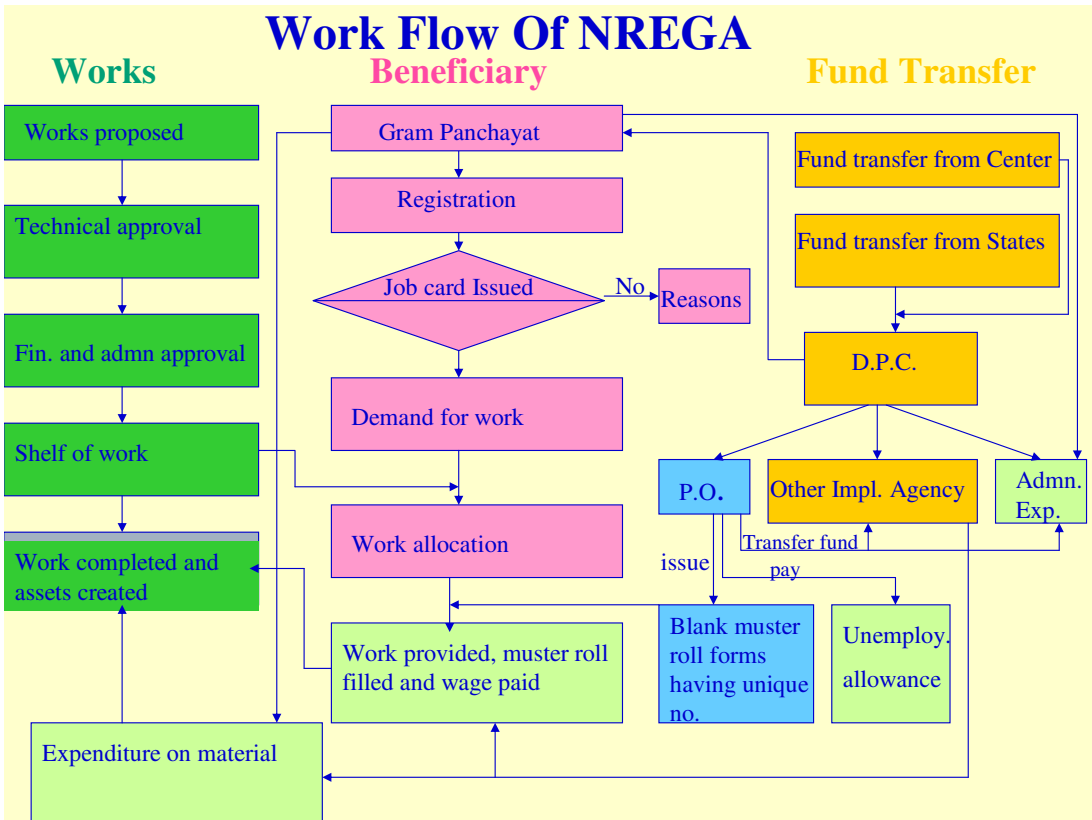 Work Flow Of NREGA
Works
Beneficiary
Fund Transfer
Works proposed
Technical approval
Fin. and admn approval
Shelf of work
Work completed and
assets created
Expenditure on material
Gram Panchayat
Registration
Job card Issued
No
Reasons
Demand for work
Work allocation
Work provided, muster roll
filled and wage paid
Fund transfer from Center
Fund transfer from States
D.P.C.
P.O.
Other Impl. Agency
Admn.
Exp.
Transfer fund
issue
pay
Blank muster
roll forms
having unique
no.
Unemploy.
allowance